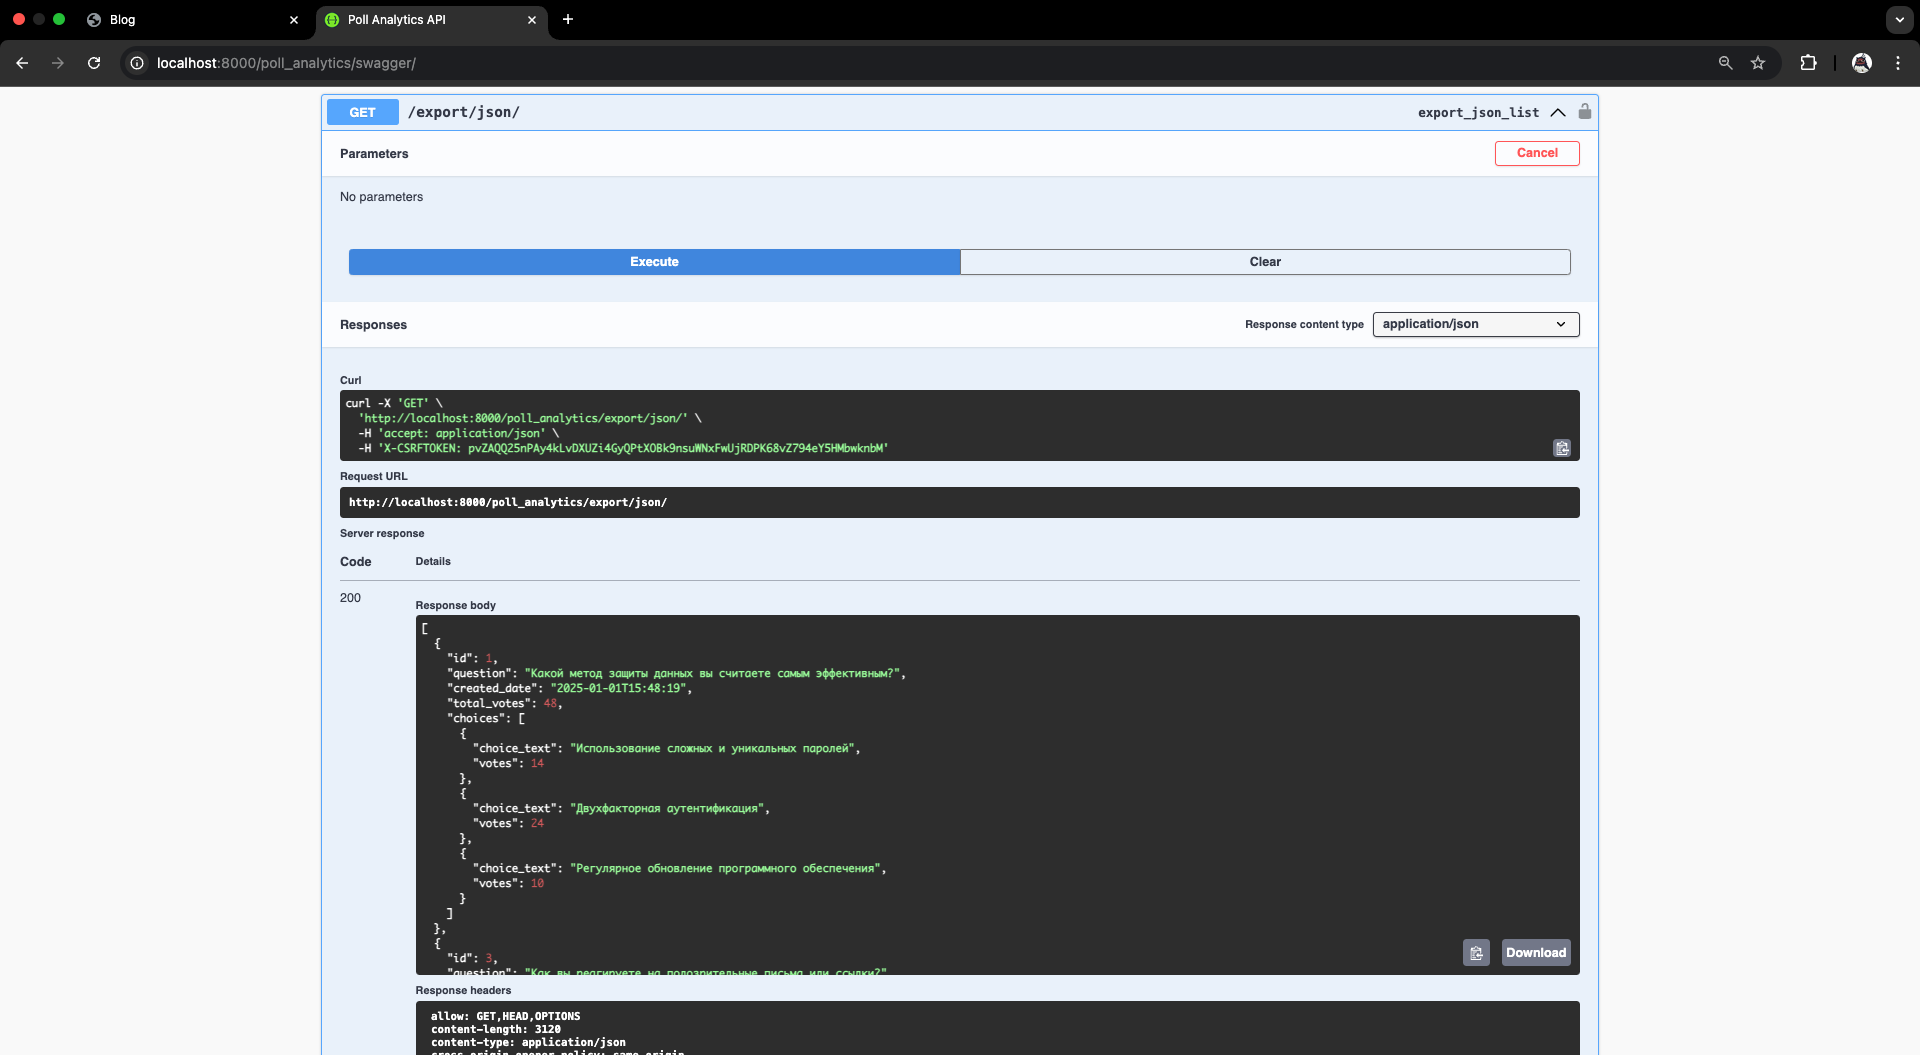 Blog
Poll Analytics API
localhost:8000/poll_analytics/swagger/
GET /export/json/ export_json_list
Parameters Cancel
No parameters
Execute Clear
Responses Response content type application/json
Curl
curl -X 'GET' \
'http://localhost:8000/poll_analytics/export/json/' \
-H 'accept: application/json' \
-H 'X-CSRFTOKEN: pvZAQQ25nPAy4kLvDXUZi4GyQPtXOBk9nsuWNxFwUjRDPK68vZ794eY5HMbwknbM'
Request URL
http://localhost:8000/poll_analytics/export/json/
Server response
Code Details
200
Response body
[
{
"id": 1,
"question": "Какой метод защиты данных вы считаете самым эффективным?",
"created_date": "2025-01-01T15:48:19",
"total_votes": 48,
"choices": [
{
"choice_text": "Использование сложных и уникальных паролей",
"votes": 14
},
{
"choice_text": "Двухфакторная аутентификация",
"votes": 24
},
{
"choice_text": "Регулярное обновление программного обеспечения",
"votes": 10
}
]
},
{
"id": 3,
"question": "Как вы реагируете на подозрительные письма или ссылки?"
Download
Response headers
allow: GET,HEAD,OPTIONS
content-length: 3120
content-type: application/json
cross-origin-opener-policy: same-origin